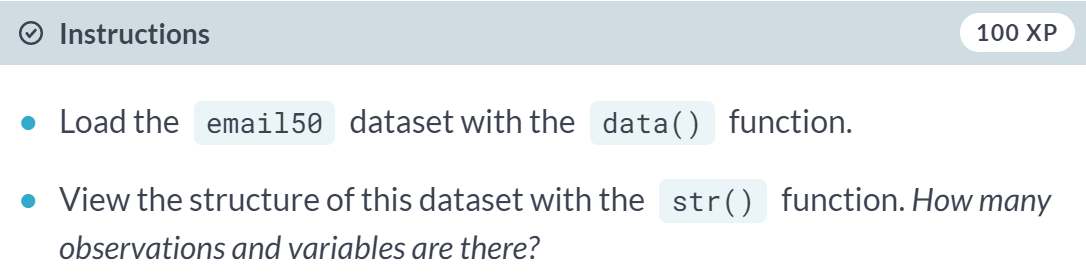 Instructions
100 XP
Load the email50 dataset with the data() function.
View the structure of this dataset with the str() function. How many
observations and variables are there?